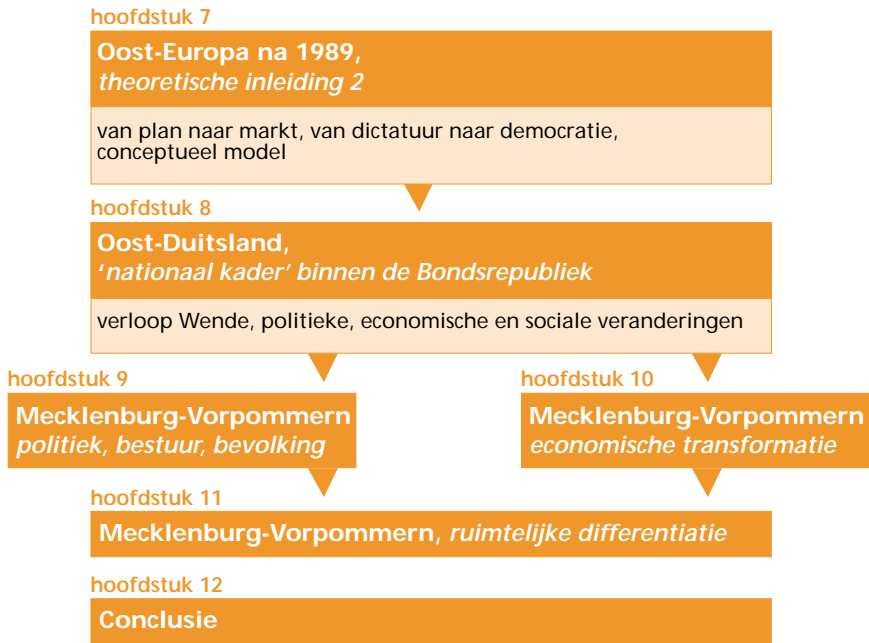 hoofdstuk 7
Oost-Europa na 1989,
theoretische inleiding 2
van plan naar markt, van dictatuur naar democratie,
conceptueel model
hoofdstuk 8
Oost-Duitsland,
'nationaal kader' binnen de Bondsrepubliek
verloop Wende, politieke, economische en sociale veranderingen
hoofdstuk 9
Mecklenburg-Vorpommern
politiek, bestuur, bevolking
hoofdstuk 10
Mecklenburg-Vorpommern
economische transformatie
hoofdstuk 11
Mecklenburg-Vorpommern, ruimtelijke differentiatie
hoofdstuk 12
Conclusie